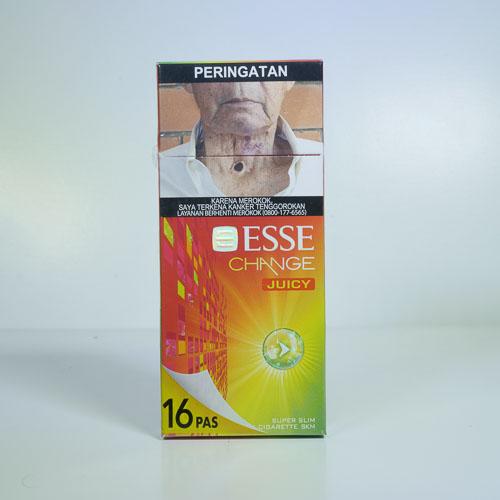 PERINGATAN
KARENA MEROKOK,
SAYA TERKENA KANKER TENGGOROKAN
LAYANAN BERHENTI MEROKOK (0800-177-6565)
ESSE
CHANGE
JUICY
16 PAS
SUPER SLIM
CIGARETTE SKM